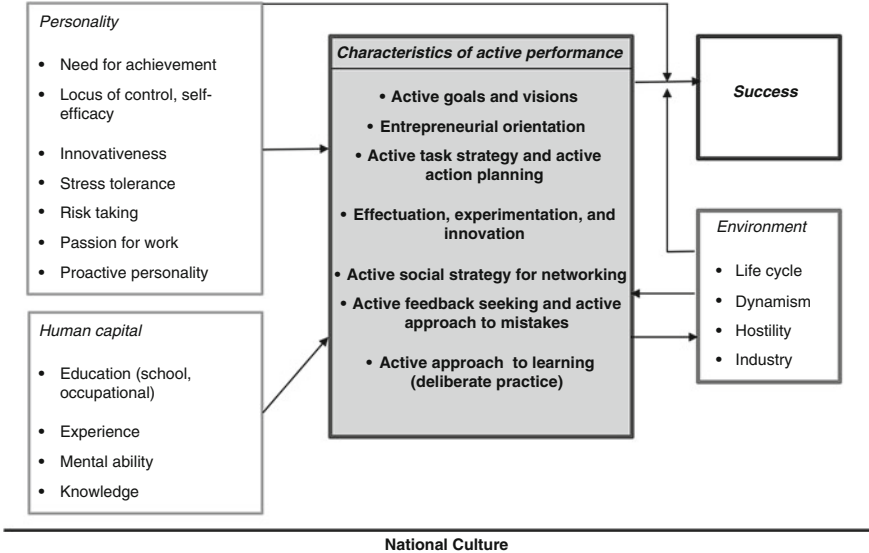 Personality
• Need for achievement
• Locus of control, self-
efficacy
• Innovativeness
• Stress tolerance
• Risk taking
• Passion for work
• Proactive personality
Human capital
• Education (school,
occupational)
• Experience
• Mental ability
• Knowledge
Characteristics of active performance
• Active goals and visions
• Entrepreneurial orientation
• Active task strategy and active
action planning
• Effectuation, experimentation, and
innovation
• Active social strategy for networking
• Active feedback seeking and active
approach to mistakes
• Active approach to learning
(deliberate practice)
Success
Environment
• Life cycle
• Dynamism
• Hostility
• Industry
National Culture